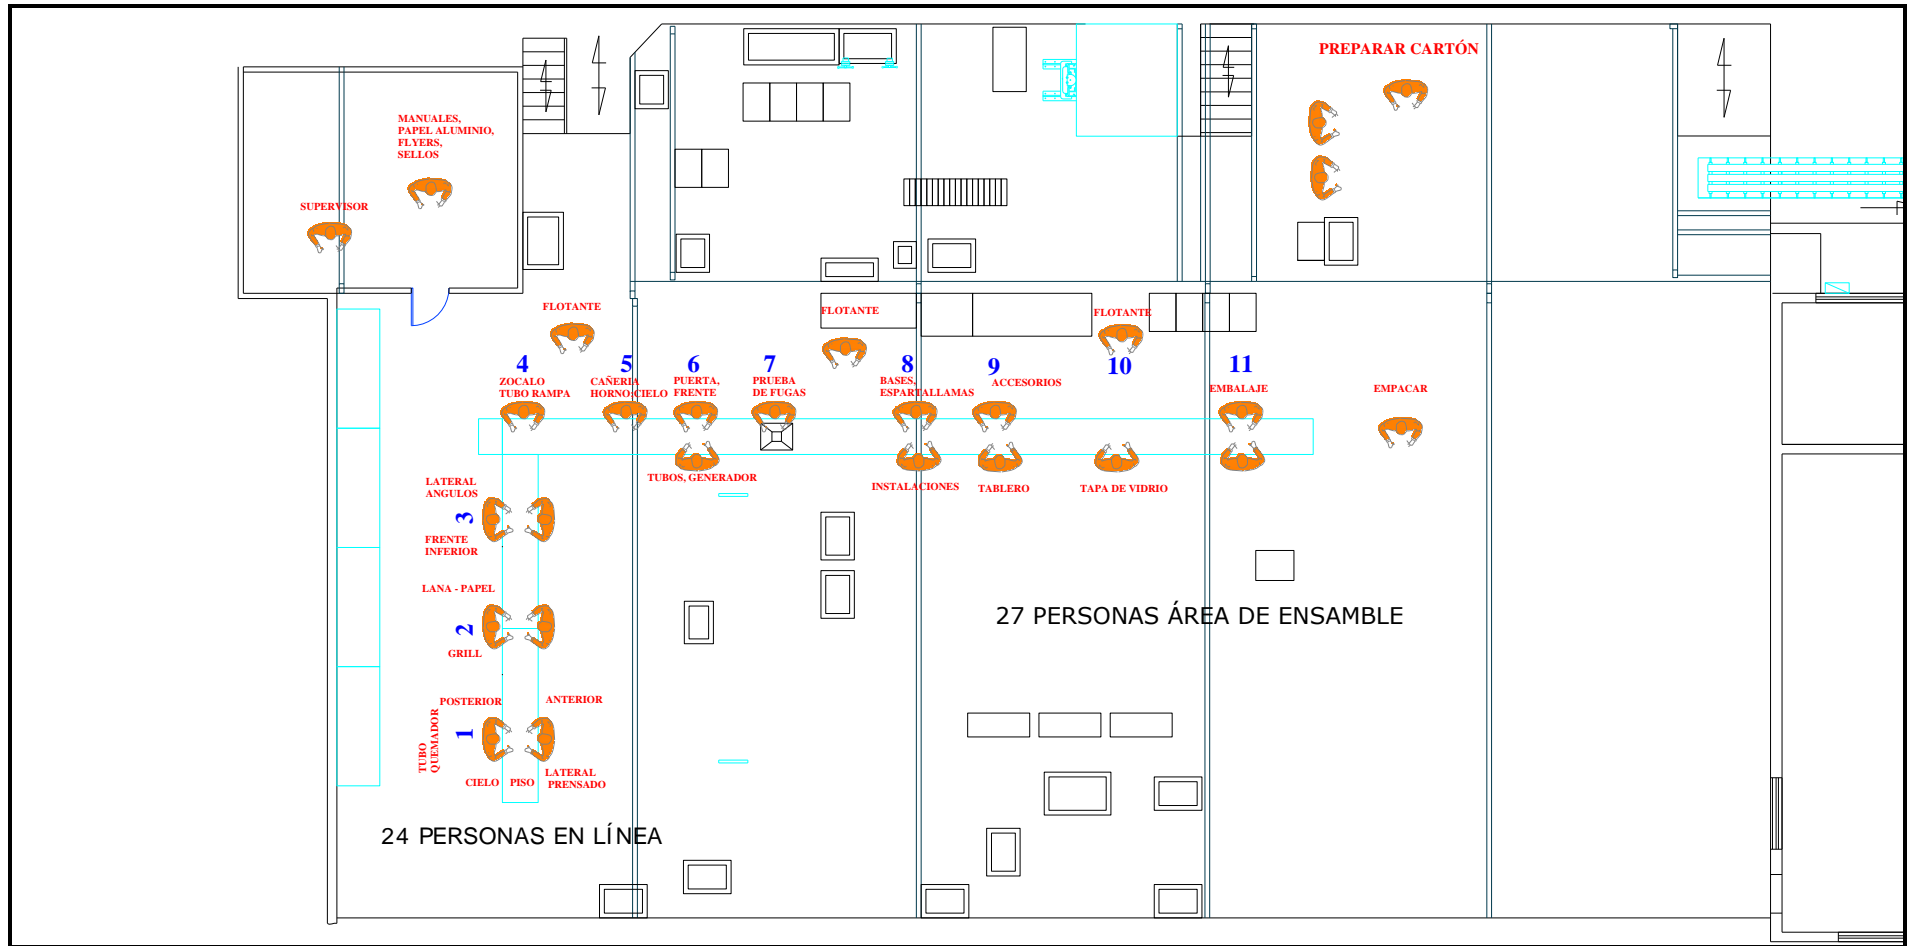 PREPARAR CARTÓN
MANUALES,
PAPEL ALUMINIO,
FLYERS,
SELLOS
SUPERVISOR
FLOTANTE
FLOTANTE
FLOTANTE
4
5
6
7
8
9
10
11
ZOCALO
TUBO RAMPA
CAÑERIA
HORNO;CIELO
PUERTA,
FRENTE
PRUEBA
DE FUGAS
BASES,
ESPARTALLAMAS
ACCESORIOS
EMBALAJE
EMPACAR
TUBOS, GENERADOR
INSTALACIONES
TABLERO
TAPA DE VIDRIO
LATERAL
ANGULOS
3
FRENTE
INFERIOR
LANA - PAPEL
2
GRILL
POSTERIOR
ANTERIOR
1
TUBO
QUEMADOR
CIELO
PISO
LATERAL
PRENSADO
27 PERSONAS ÁREA DE ENSAMBLE
24 PERSONAS EN LÍNEA